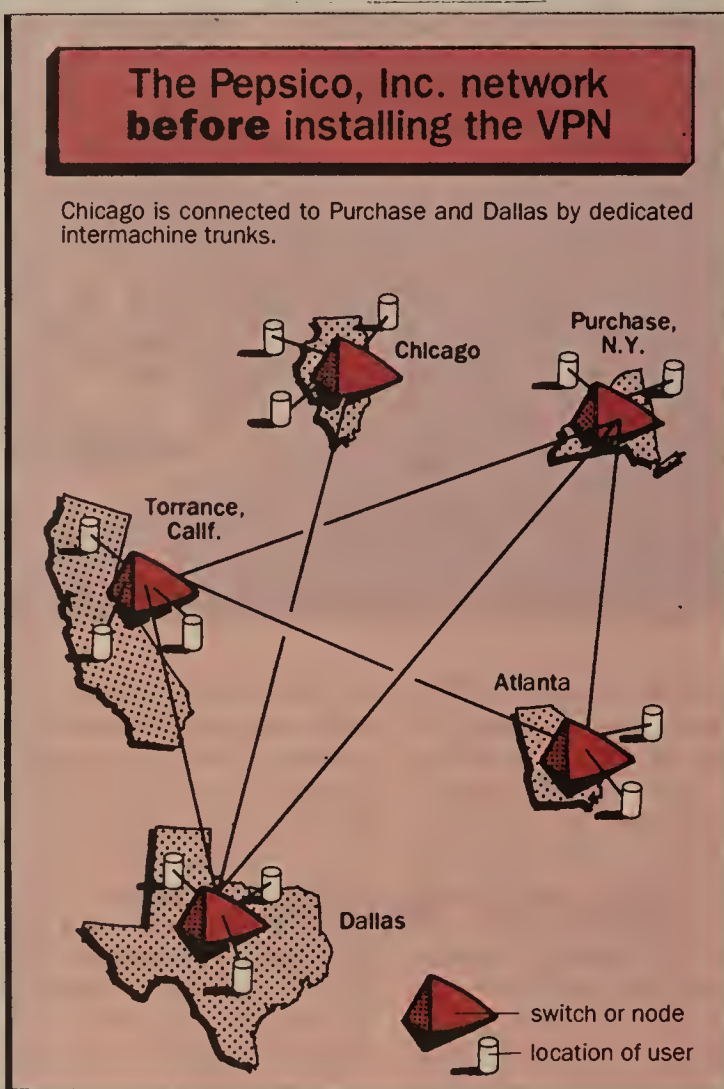 The Pepsico, Inc. network
before installing the VPN
Chicago is connected to Purchase and Dallas by dedicated
intermachine trunks.
Chicago
Purchase,
N.Y.
Torrance,
Calif.
Atlanta
Dallas
switch or node
location of user